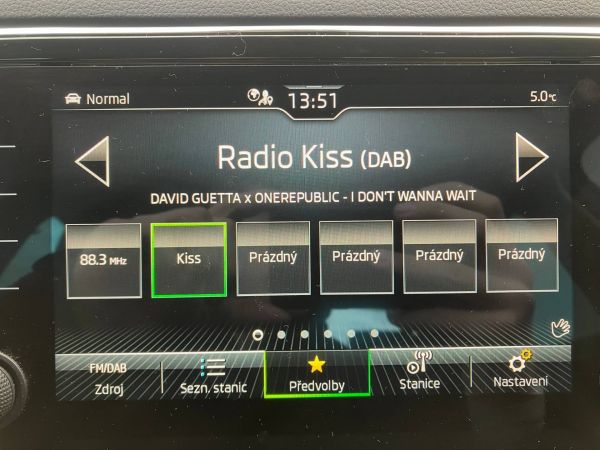 Normal 13:51 5.0°C
Radio Kiss (DAB)
DAVID GUETTA x ONEREPUBLIC - I DON'T WANNA WAIT
88.3 MHz Kiss Prázdný Prázdný Prázdný Prázdný
FM/DAB
Zdroj Sezn. stanic Předvolby Stanice Nastavení